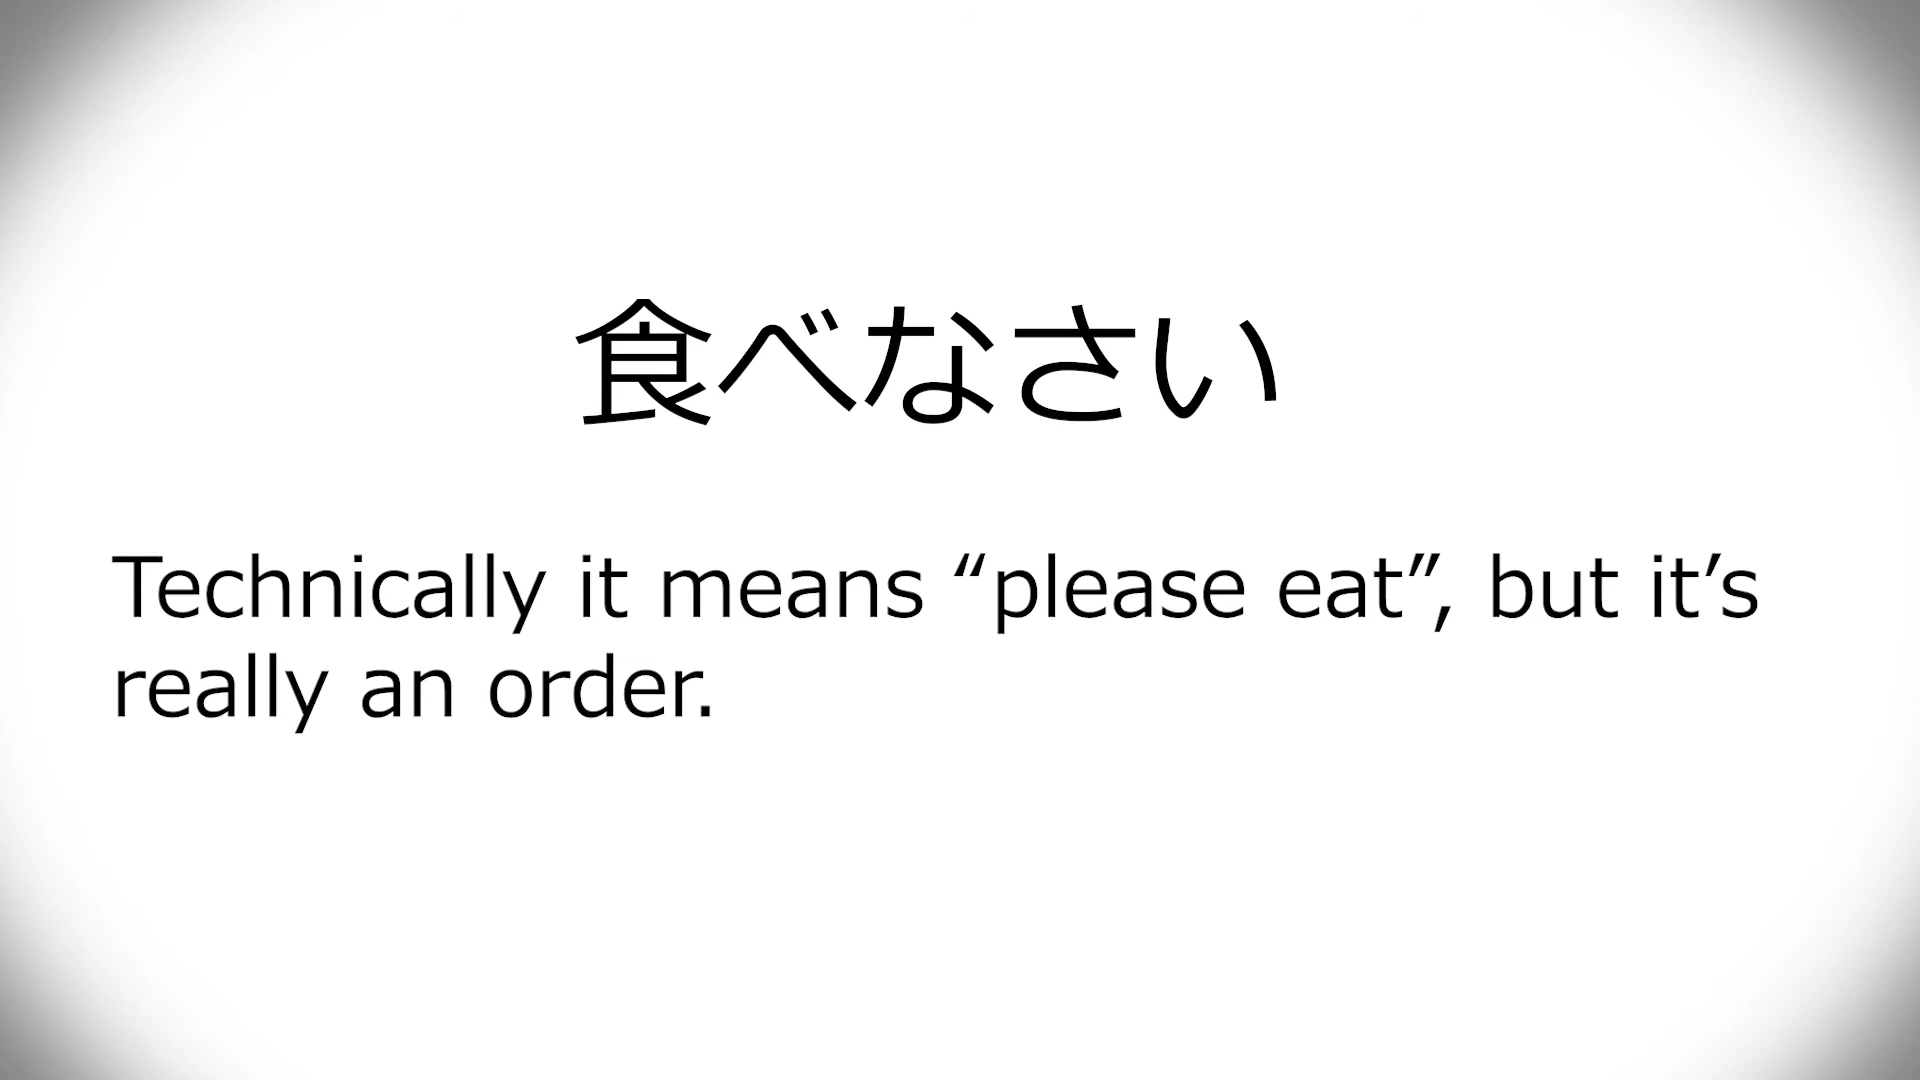 食べなさい
Technically it means “please eat”, but it’s
really an order.